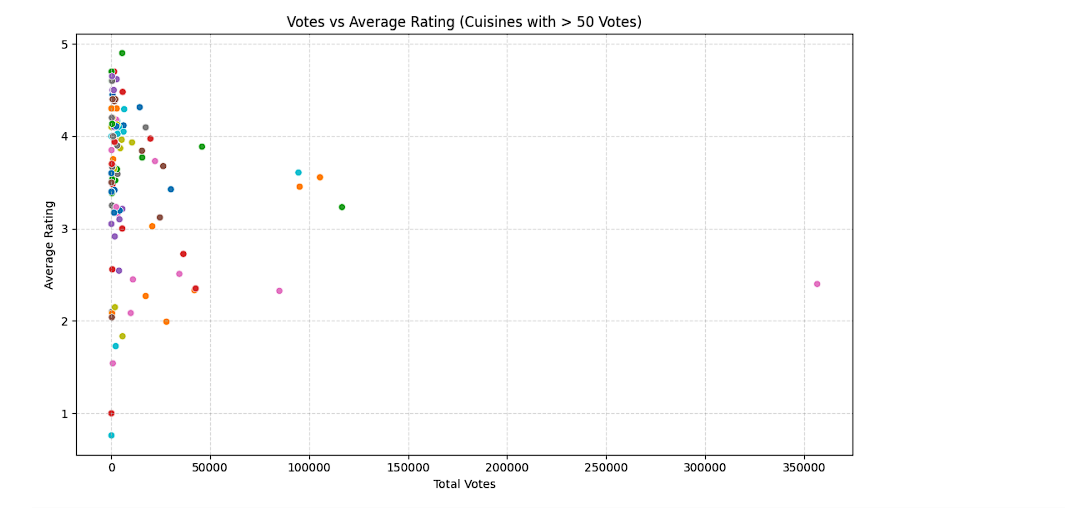 Votes vs Average Rating (Cuisines with > 50 Votes)
5
4
3
2
1
Average Rating
0 50000 100000 150000 200000 250000 300000 350000
Total Votes